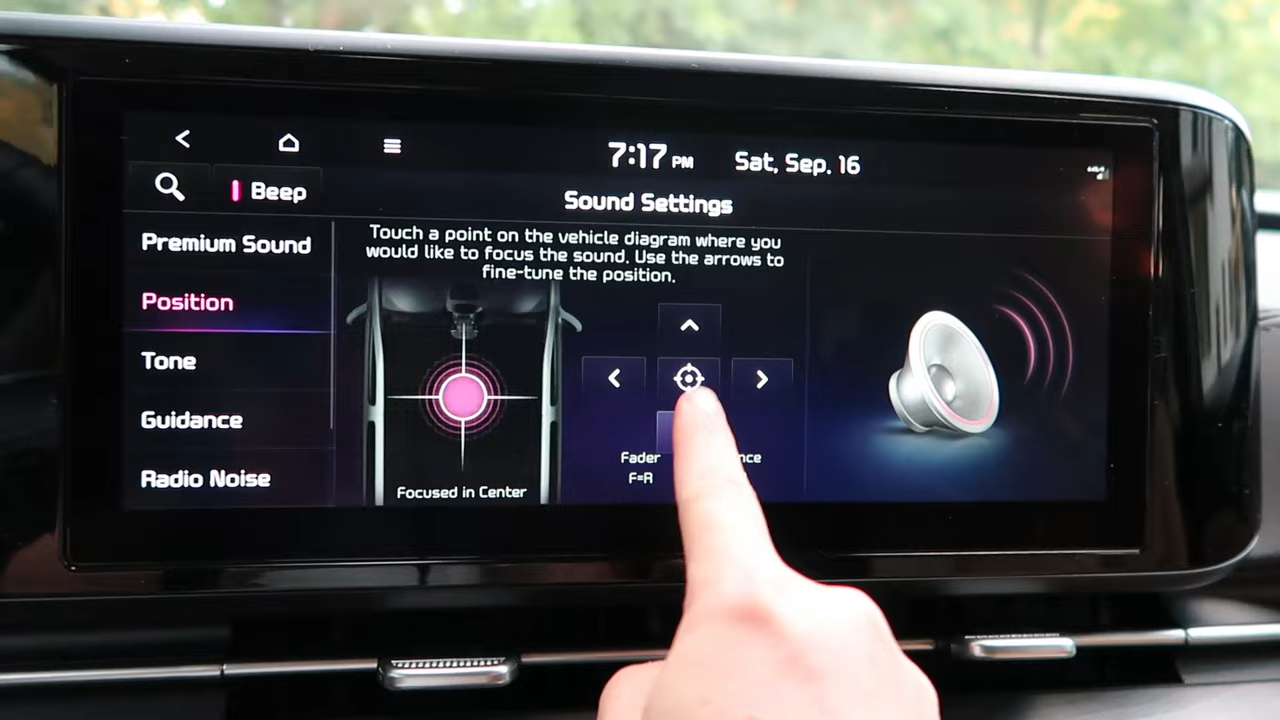 7:17 PM Sat, Sep. 16
Beep
Sound Settings
Premium Sound
Position
Tone
Guidance
Radio Noise
Touch a point on the vehicle diagram where you
would like to focus the sound. Use the arrows to
fine-tune the position.
Focused in Center
Fader
F=R